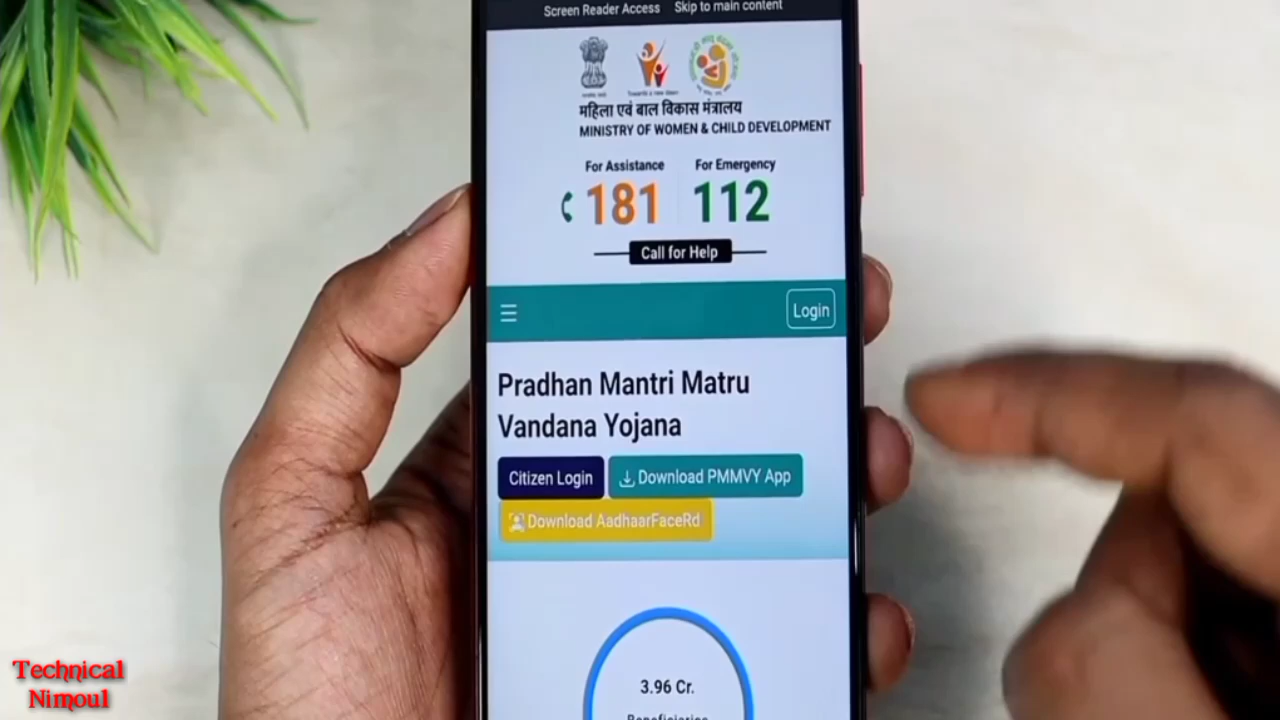 Screen Reader Access Skip to main content
महिला एवं बाल विकास मंत्रालय
MINISTRY OF WOMEN & CHILD DEVELOPMENT
For Assistance For Emergency
181 112
Call for Help
Login
Pradhan Mantri Matru
Vandana Yojana
Citizen Login Download PMMVY App
Download AadhaarFaceRd
3.96 Cr.
Beneficiaries
Technical
Nimoul